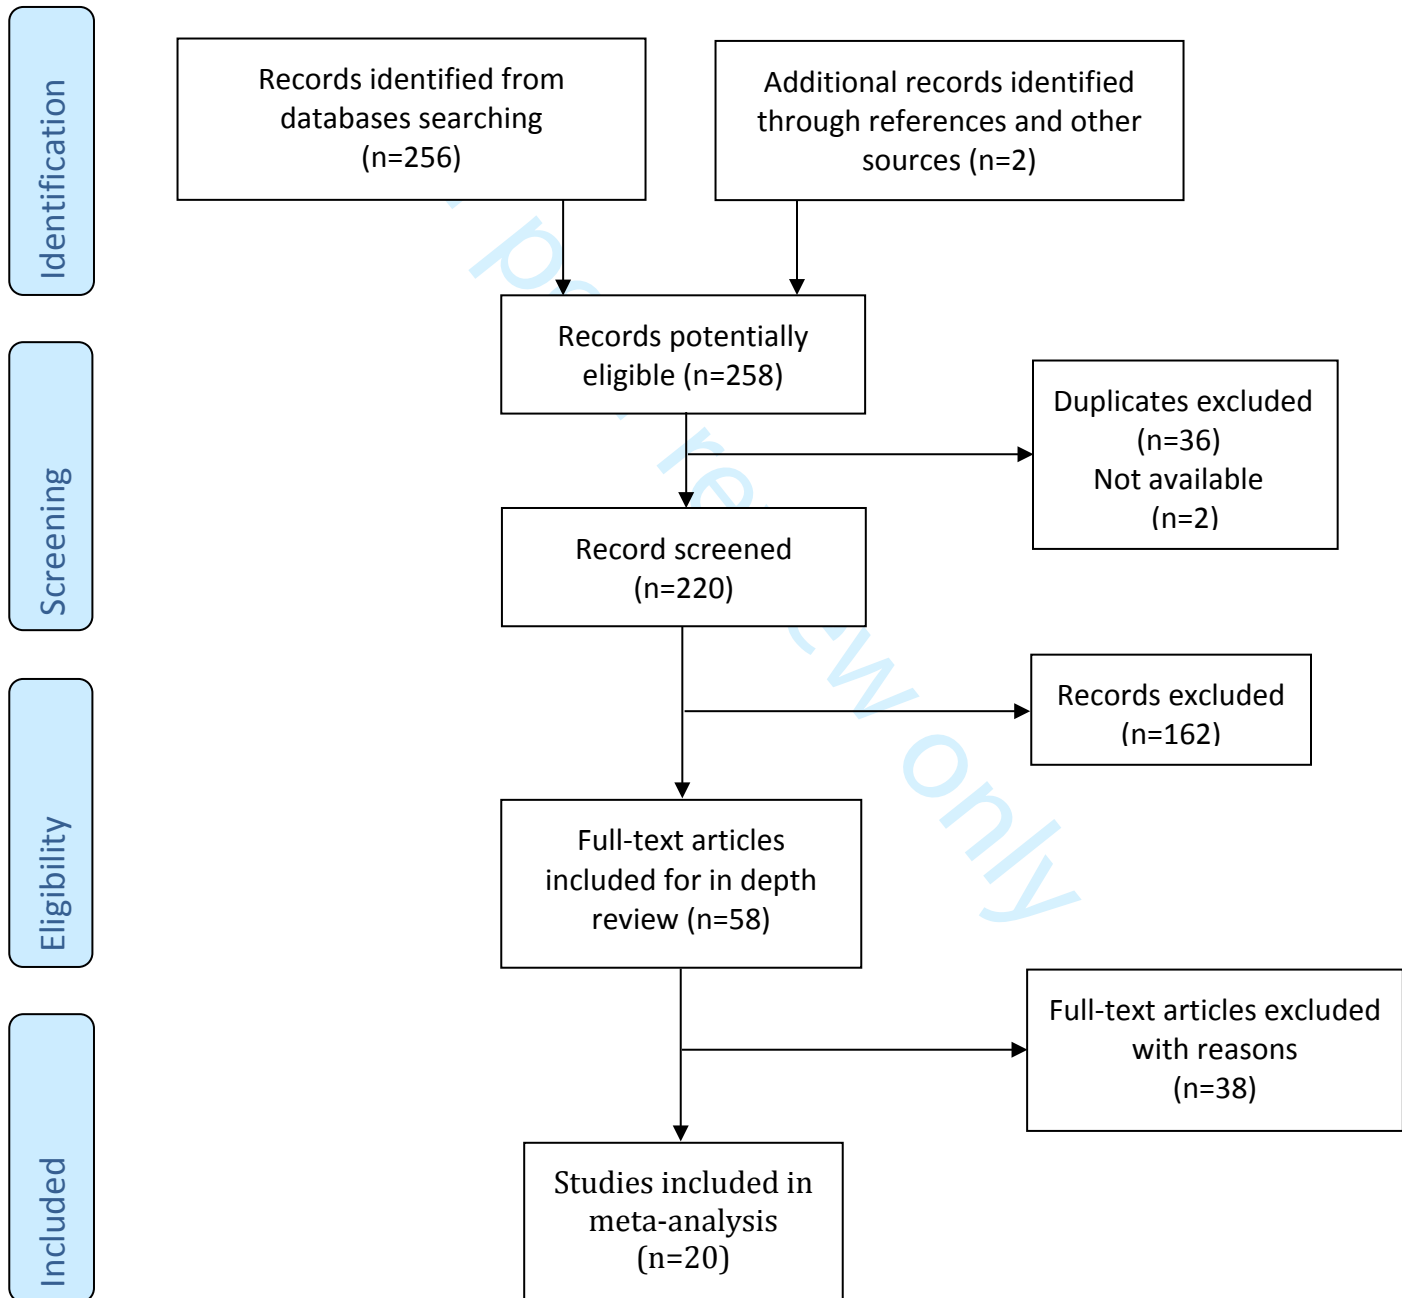 Identification
Records identified from
databases searching
(n=256)
Additional records identified
through references and other
sources (n=2)
Records potentially
eligible (n=258)
Screening
Duplicates excluded
(n=36)
Not available
(n=2)
Record screened
(n=220)
Records excluded
(n=162)
Eligibility
Full-text articles
included for in depth
review (n=58)
Full-text articles excluded
with reasons
(n=38)
Included
Studies included in
meta-analysis
(n=20)
review only